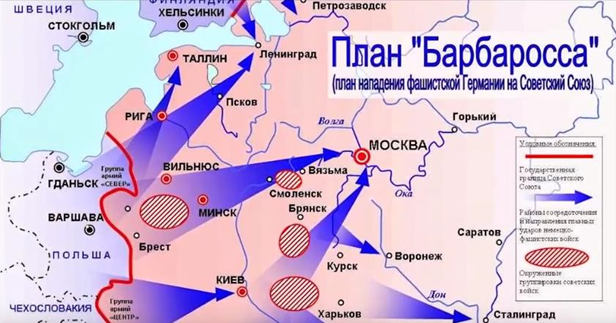 ШВЕЦИЯ
ФИНЛЯНДИЯ
Петрозаводск
ХЕЛЬСИНКИ
СТОКГОЛЬМ
Ленинград
ТАЛЛИН
План "Барбаросса"
(план нападения фашистской Германии на Советский Союз)
Псков
РИГА
Волга
Горький
МОСКВА
Условные обозначения:
Государственная
граница Советского
Союза
Группа
армий
«СЕВЕР»
ВИЛЬНЮС
Вязьма
ГДАНЬСК
Смоленск
Ока
МИНСК
Брянск
Районы сосредоточения
и направления главных
ударов немецко-
фашистских войск
ВАРШАВА
Брест
Саратов
ПОЛЬША
Курск
Воронеж
Окруженные
группировки советских
войск
КИЕВ
Дон
Группа
армий
«ЦЕНТР»
ЧЕХОСЛОВАКИЯ
Харьков
Сталинград